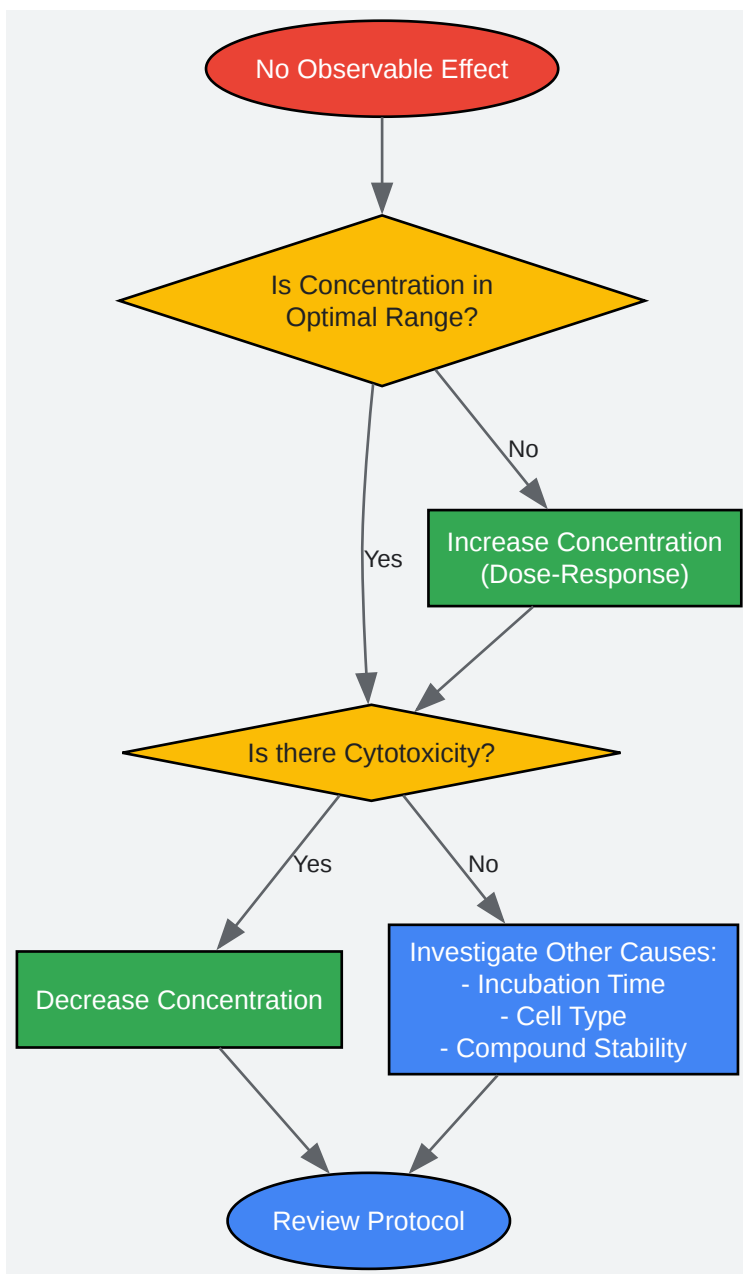 No Observable Effect
Is Concentration in
Optimal Range?
No
Increase Concentration
(Dose-Response)
Yes
Is there Cytotoxicity?
Yes
No
Decrease Concentration
Investigate Other Causes:
- Incubation Time
- Cell Type
- Compound Stability
Review Protocol